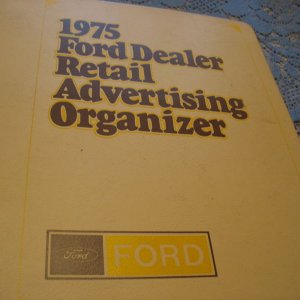 1975
Ford Dealer
Retail
Advertising
Organizer
Ford FORD